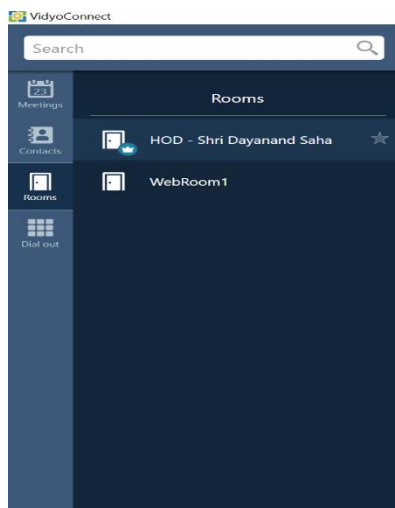 VidyoConnect
Search
23
Meetings
Contacts
Rooms
Dial out
Rooms
HOD - Shri Dayanand Saha
WebRoom1